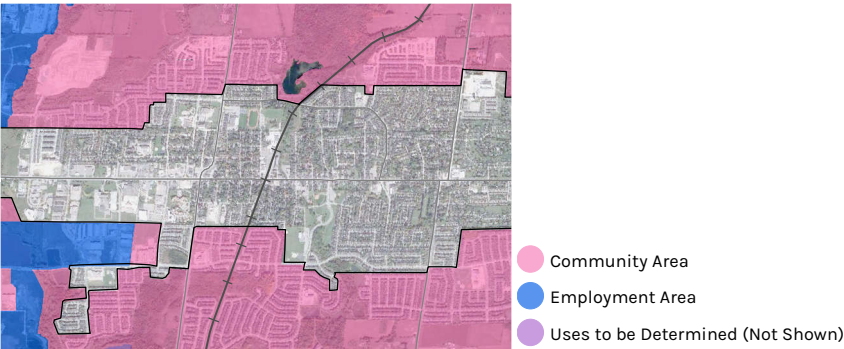 Community Area
Employment Area
Uses to be Determined (Not Shown)